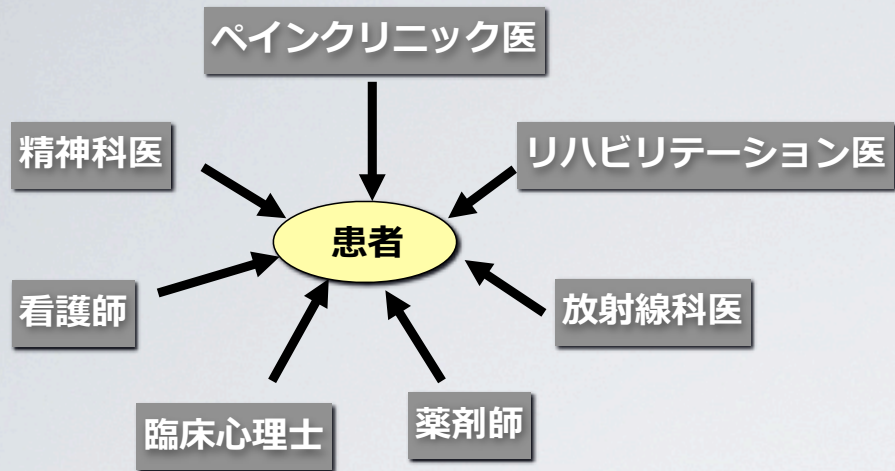 ペインクリニック医
精神科医
リハビリテーション医
患者
看護師
放射線科医
臨床心理士
薬剤師